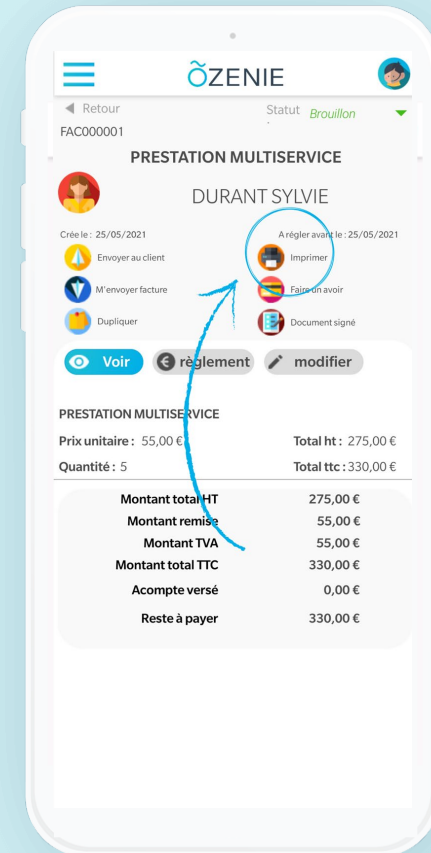 ÕZENIE
Retour
Statut : Brouillon
FAC000001
PRESTATION MULTISERVICE
DURANT SYLVIE
Crée le : 25/05/2021
A régler avant le : 25/05/2021
Envoyer au client
Imprimer
M'envoyer facture
Faire un avoir
Dupliquer
Document signé
Voir
€ règlement
modifier
PRESTATION MULTISERVICE
Prix unitaire : 55,00 €
Total ht : 275,00 €
Quantité : 5
Total ttc : 330,00 €
Montant total HT 275,00 €
Montant remise 55,00 €
Montant TVA 55,00 €
Montant total TTC 330,00 €
Acompte versé 0,00 €
Reste à payer 330,00 €